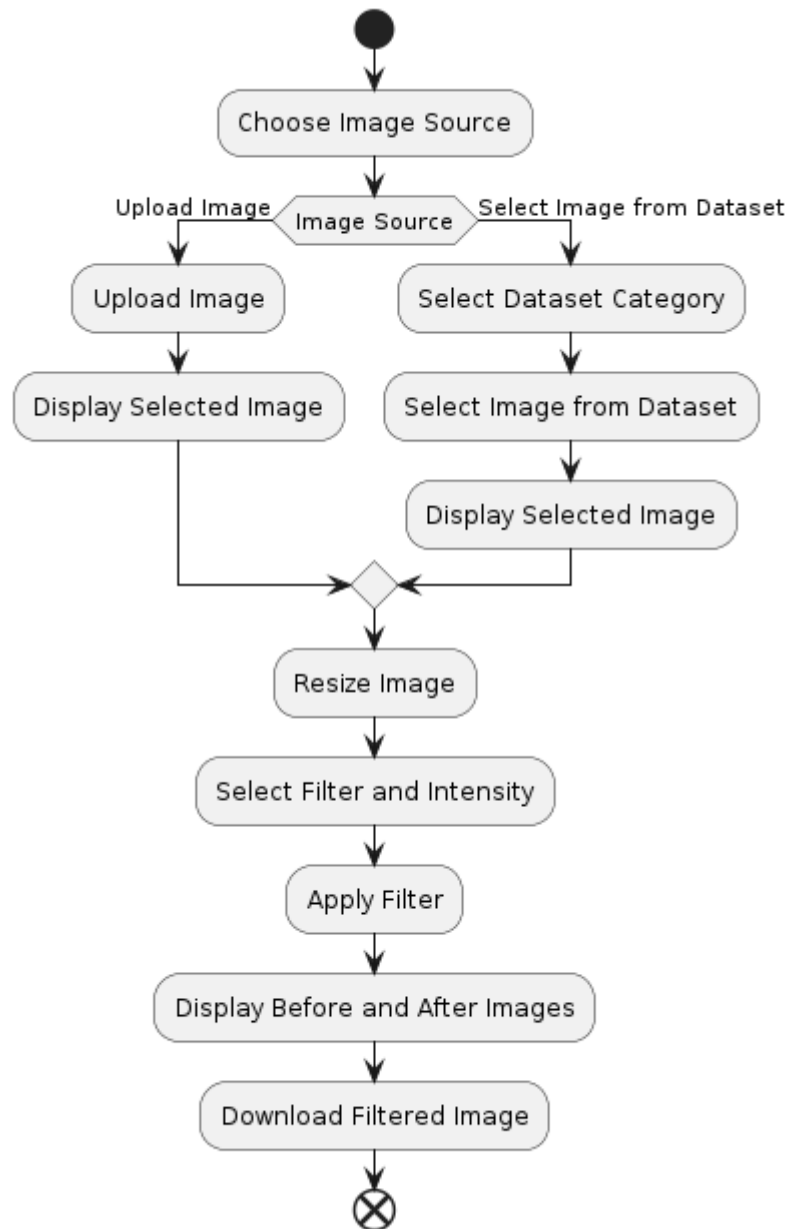 Choose Image Source
Upload Image
Image Source
Select Image from Dataset
Upload Image
Select Dataset Category
Display Selected Image
Select Image from Dataset
Display Selected Image
Resize Image
Select Filter and Intensity
Apply Filter
Display Before and After Images
Download Filtered Image